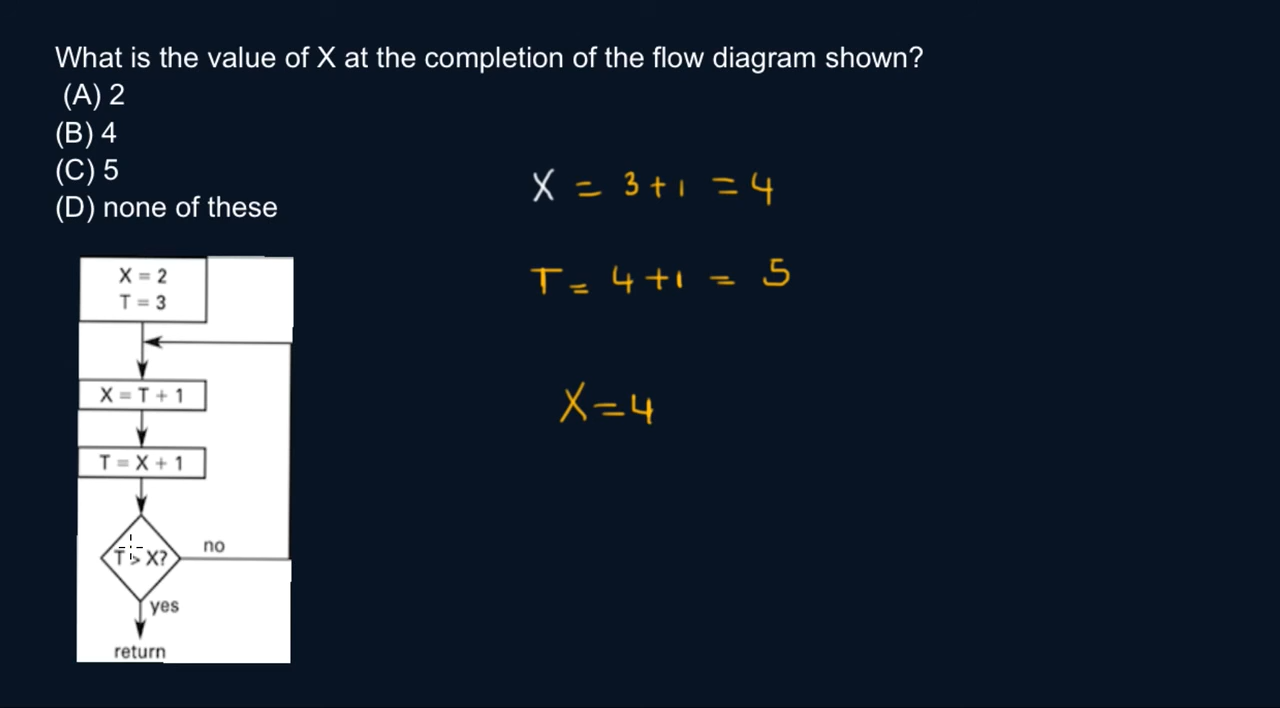 What is the value of X at the completion of the flow diagram shown?
(A) 2
(B) 4
(C) 5
(D) none of these
X = 3 + 1 = 4
T = 4 + 1 = 5
X = 4
X = 2
T = 3
X = T + 1
T = X + 1
T > X?
no
yes
return